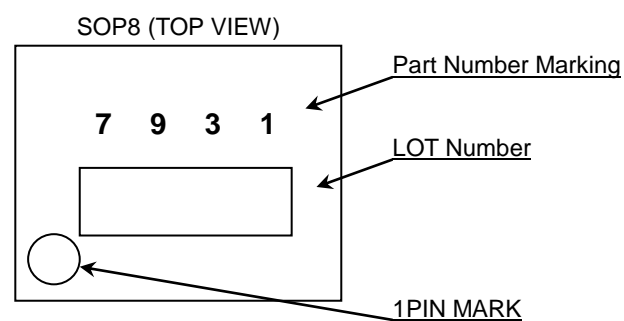 SOP8 (TOP VIEW)
Part Number Marking
7 9 3 1
LOT Number
1PIN MARK